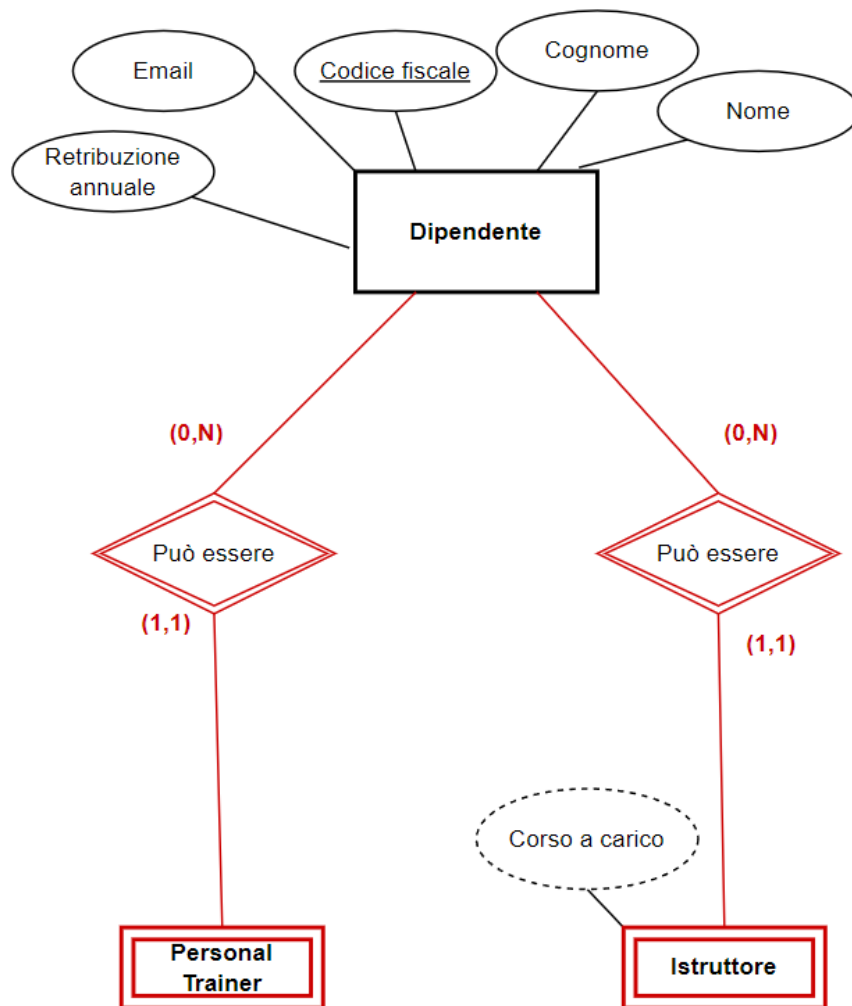 Email
Codice fiscale
Cognome
Nome
Retribuzione
annuale
Dipendente
(0,N)
(0,N)
Può essere
Può essere
(1,1)
(1,1)
Corso a carico
Personal
Trainer
Istruttore